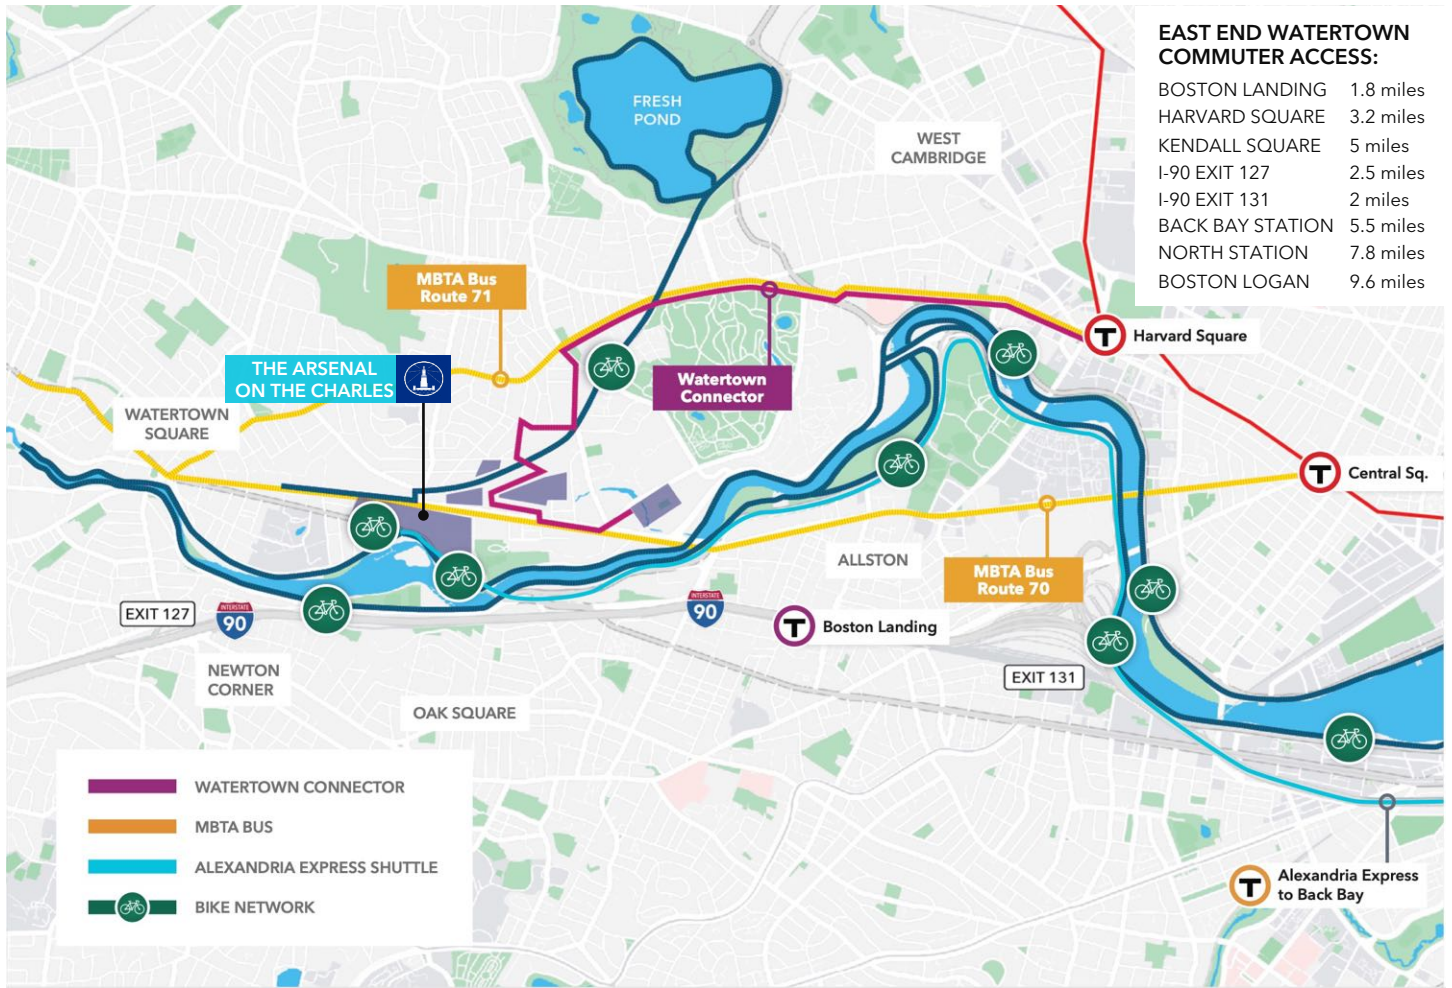 EAST END WATERTOWN
COMMUTER ACCESS:
BOSTON LANDING 1.8 miles
HARVARD SQUARE 3.2 miles
KENDALL SQUARE 5 miles
I-90 EXIT 127 2.5 miles
I-90 EXIT 131 2 miles
BACK BAY STATION 5.5 miles
NORTH STATION 7.8 miles
BOSTON LOGAN 9.6 miles
FRESH
POND
WEST
CAMBRIDGE
MBTA Bus
Route 71
T Harvard Square
THE ARSENAL
ON THE CHARLES
Watertown
Connector
WATERTOWN
SQUARE
T Central Sq.
ALLSTON
MBTA Bus
Route 70
EXIT 127
INTERSTATE
90
INTERSTATE
90
T Boston Landing
NEWTON
CORNER
EXIT 131
OAK SQUARE
WATERTOWN CONNECTOR
MBTA BUS
ALEXANDRIA EXPRESS SHUTTLE
BIKE NETWORK
T Alexandria Express
to Back Bay